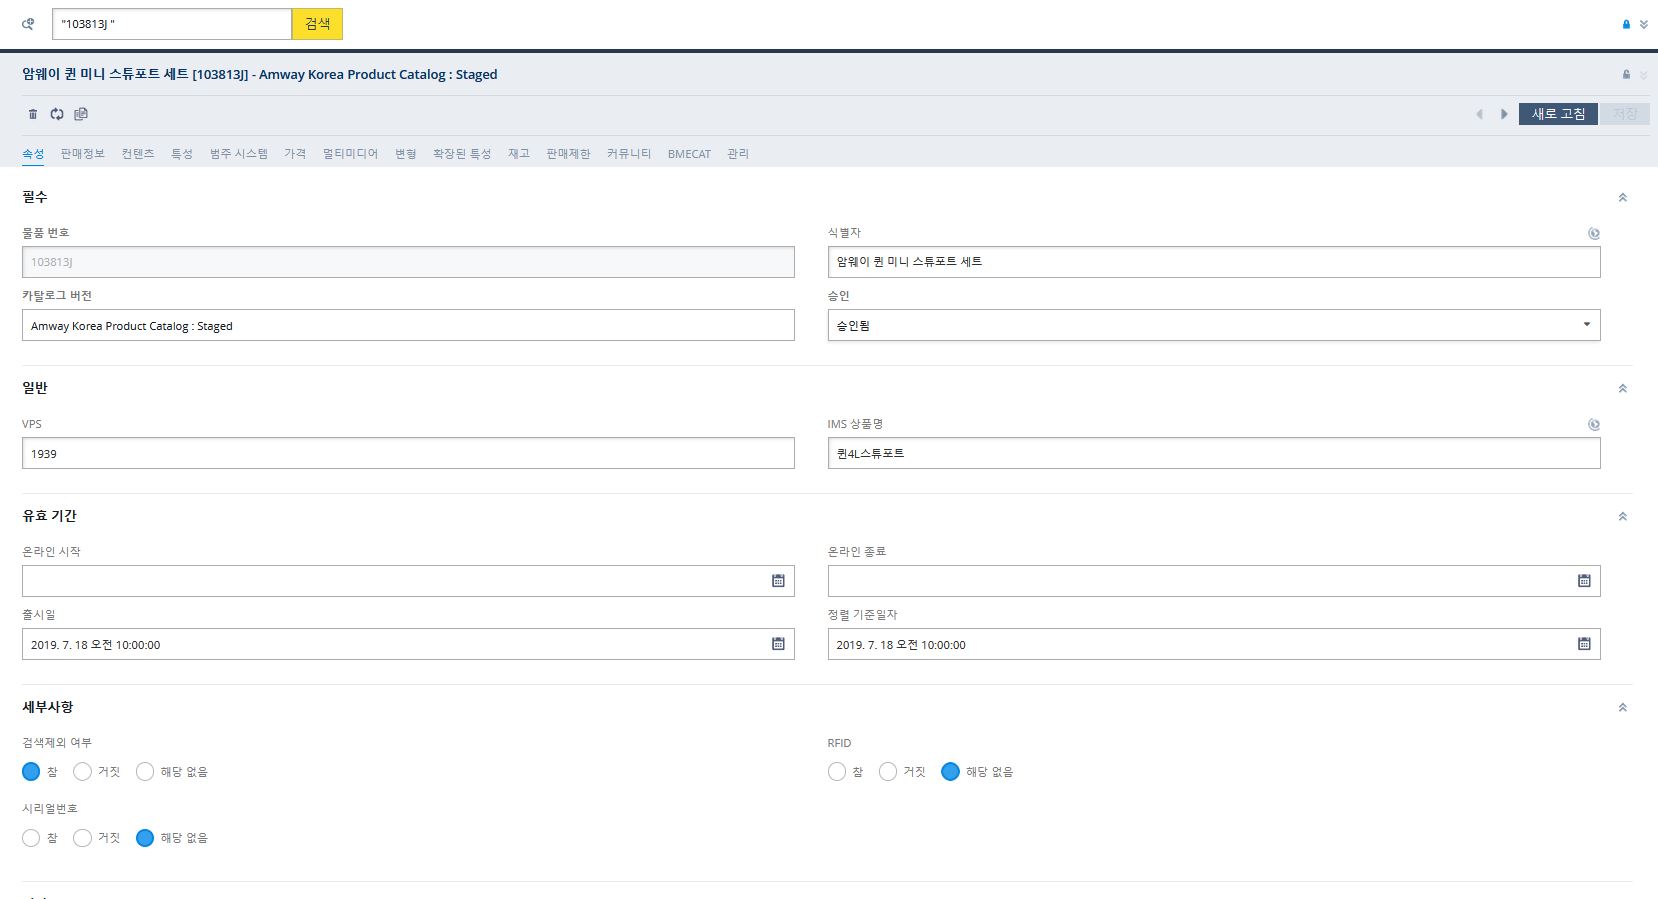 "103813J "
검색
암웨이 퀸 미니 스튜포트 세트 [103813J] - Amway Korea Product Catalog : Staged
새로 고침 저장
속성 판매정보 컨텐츠 특성 범주 시스템 가격 멀티미디어 변형 확장된 특성 재고 판매제한 커뮤니티 BMECAT 관리
필수
물품 번호 식별자
103813J 암웨이 퀸 미니 스튜포트 세트
카탈로그 버전 승인
Amway Korea Product Catalog : Staged 승인됨
일반
VPS IMS 상품명
1939 퀸4L스튜포트
유효 기간
온라인 시작 온라인 종료
출시일 정렬 기준일자
2019. 7. 18 오전 10:00:00 2019. 7. 18 오전 10:00:00
세부사항
검색제외 여부 RFID
참 거짓 해당 없음 참 거짓 해당 없음
시리얼번호
참 거짓 해당 없음